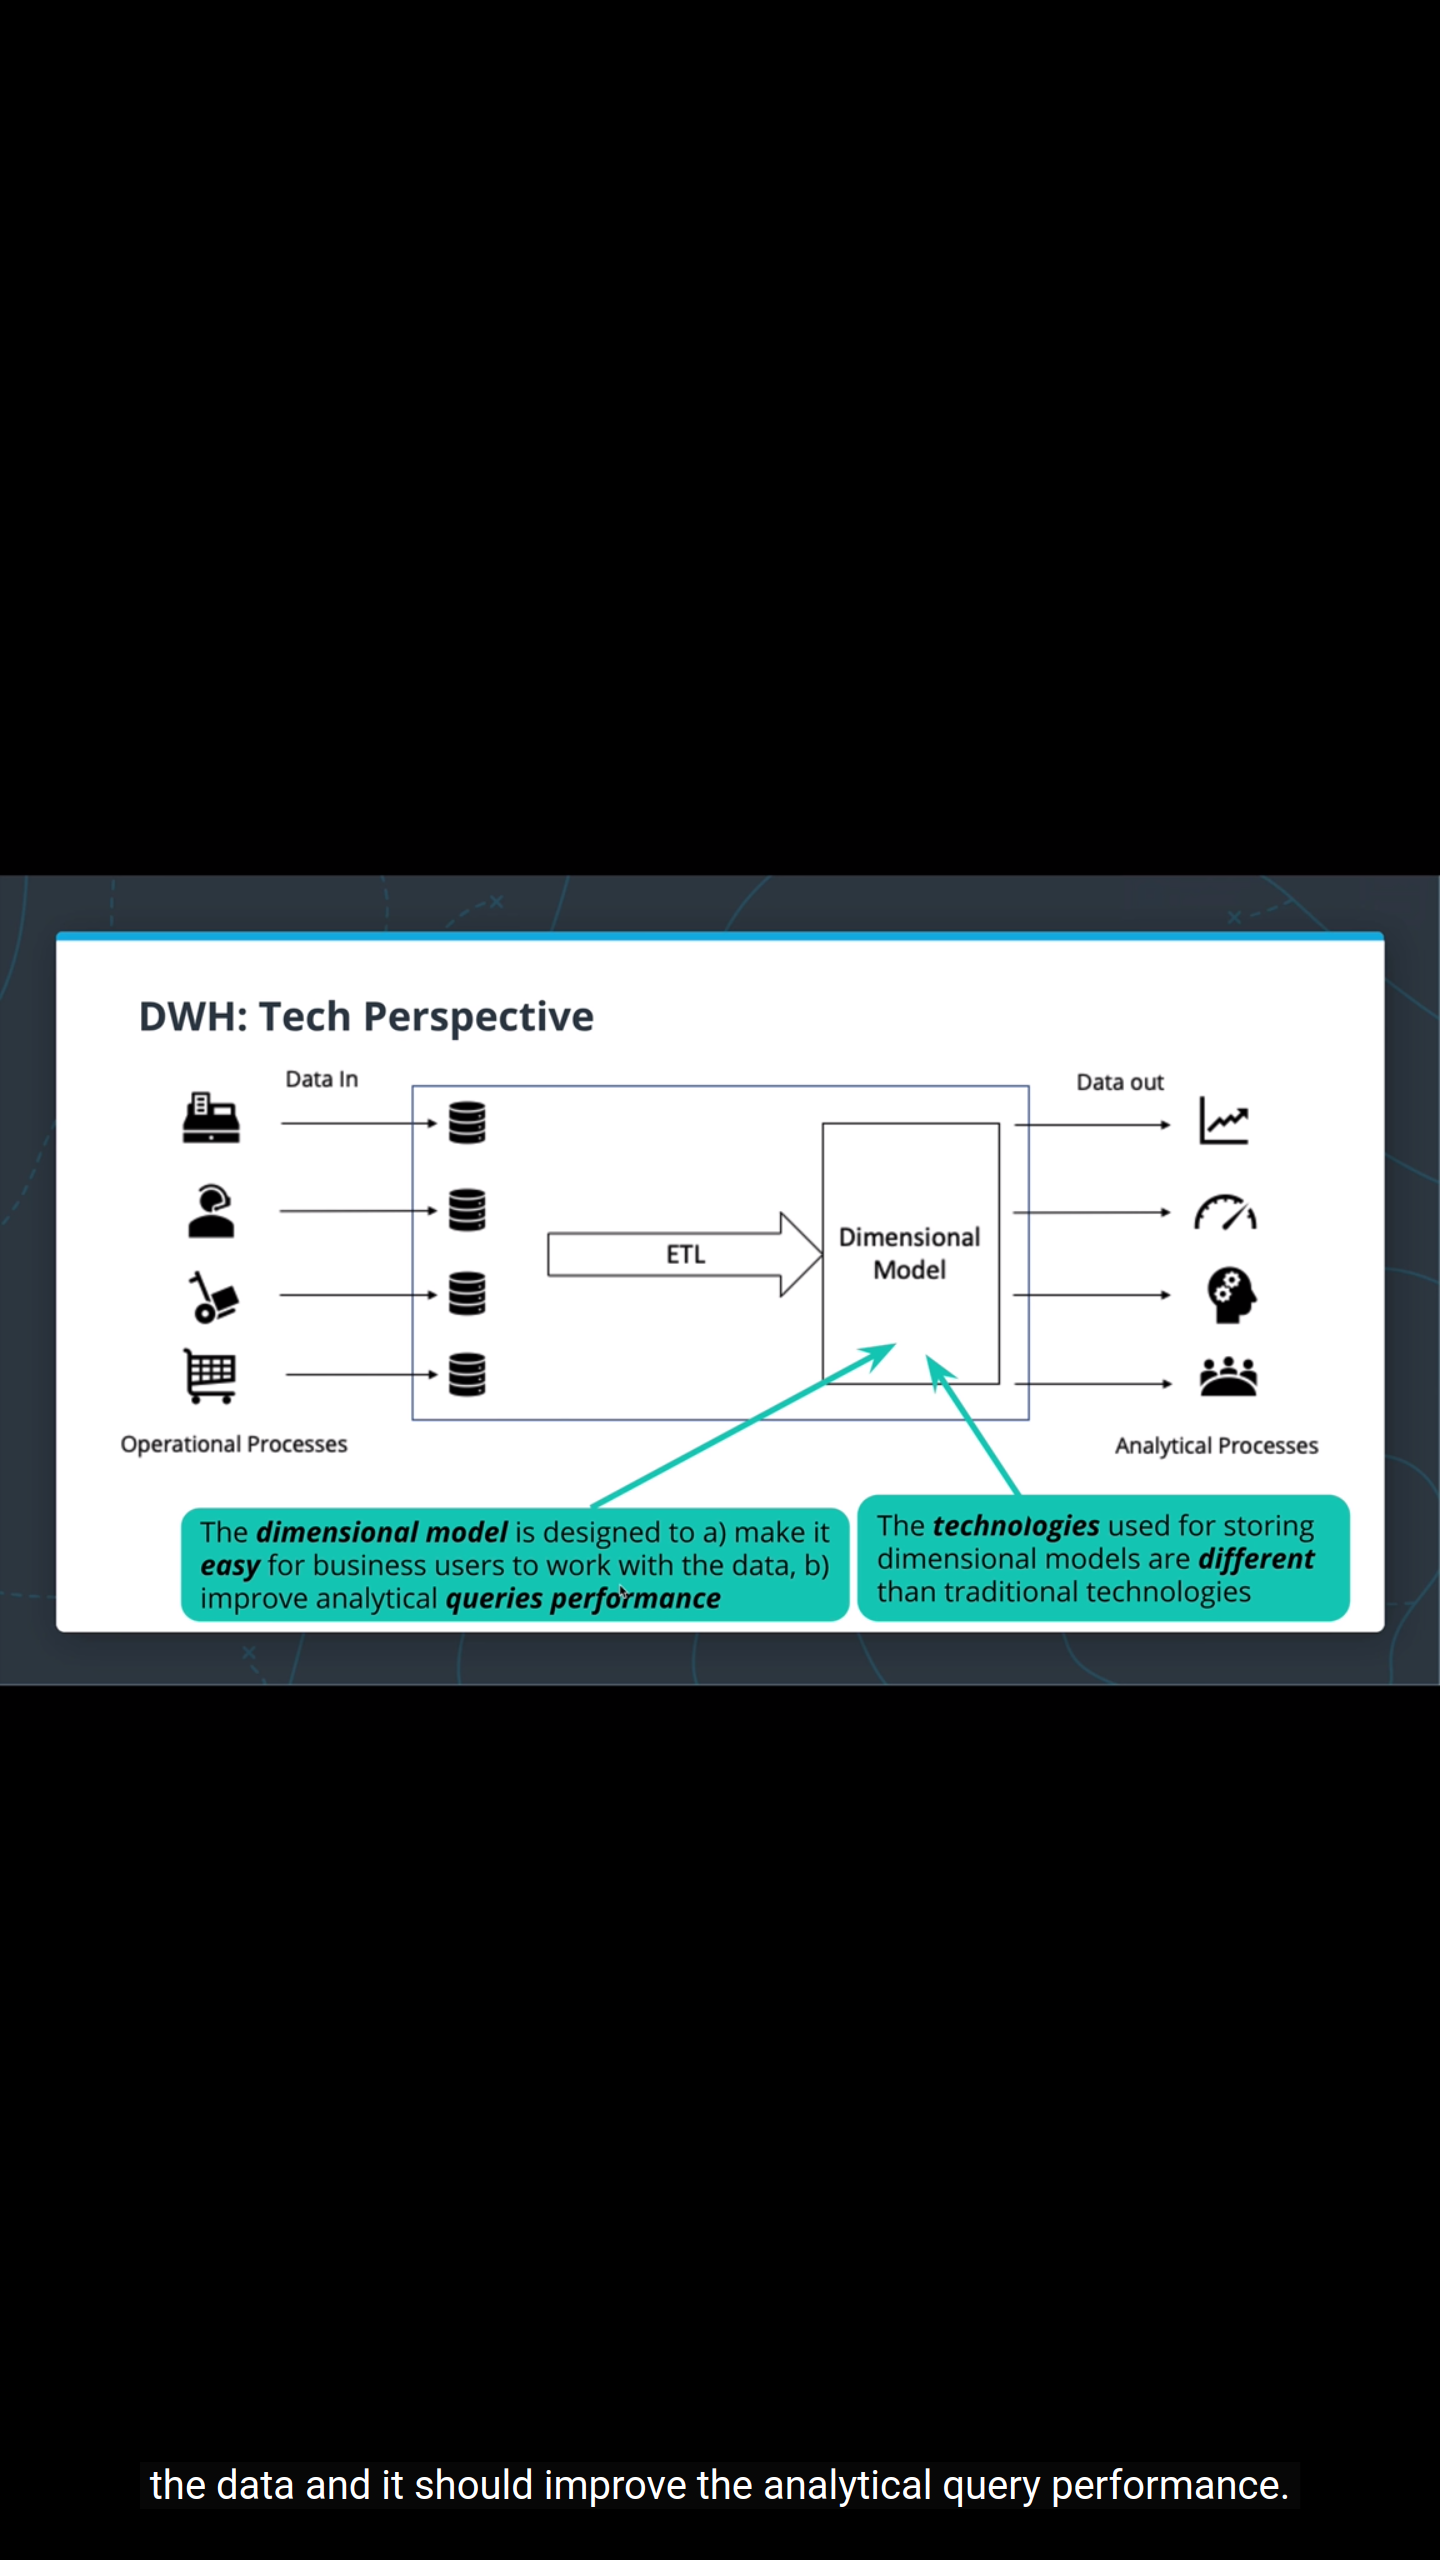 DWH: Tech Perspective
Data In
Data out
ETL
Dimensional
Model
Operational Processes
Analytical Processes
The dimensional model is designed to a) make it
easy for business users to work with the data, b)
improve analytical queries performance
The technologies used for storing
dimensional models are different
than traditional technologies
the data and it should improve the analytical query performance.